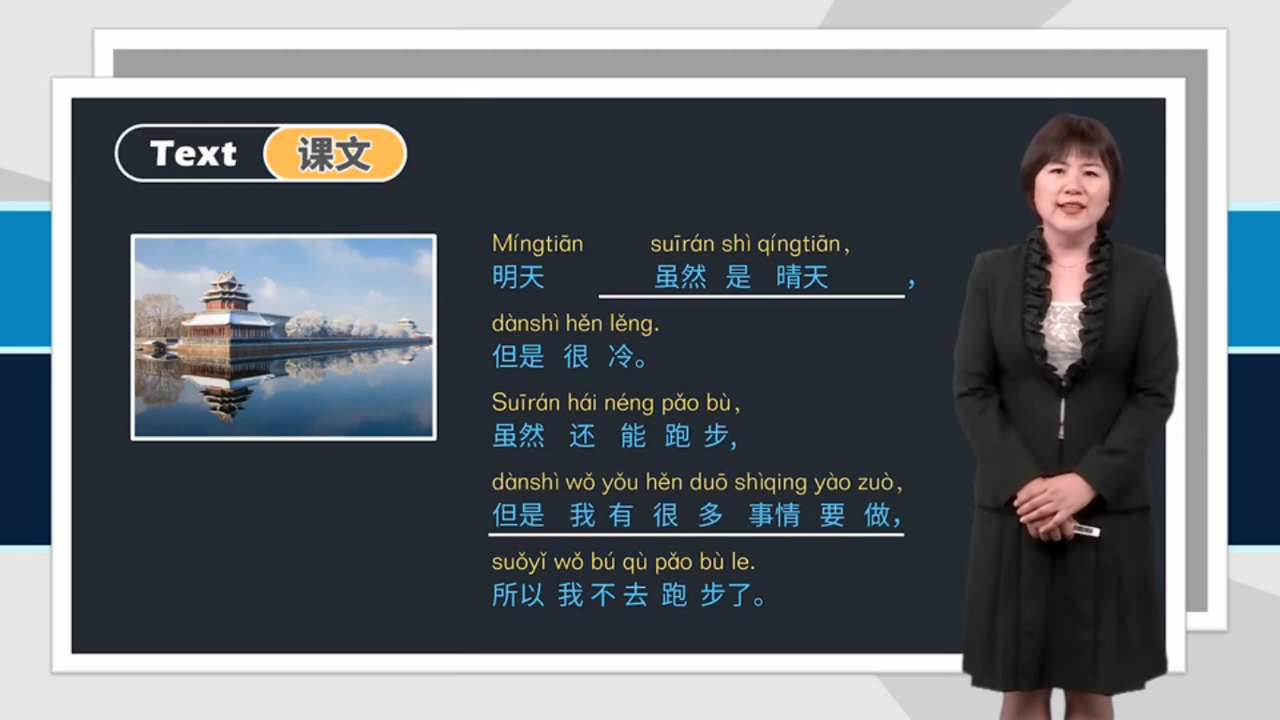 Text 课文
Míngtiān suīrán shì qíngtiān,
明天 虽然 是 晴天 ，
dànshì hěn lěng.
但是 很 冷。
Suīrán hái néng pǎo bù,
虽然 还 能 跑 步,
dànshì wǒ yǒu hěn duō shìqing yào zuò,
但是 我 有 很 多 事情 要 做，
suǒyǐ wǒ bú qù pǎo bù le.
所以 我 不 去 跑 步了。